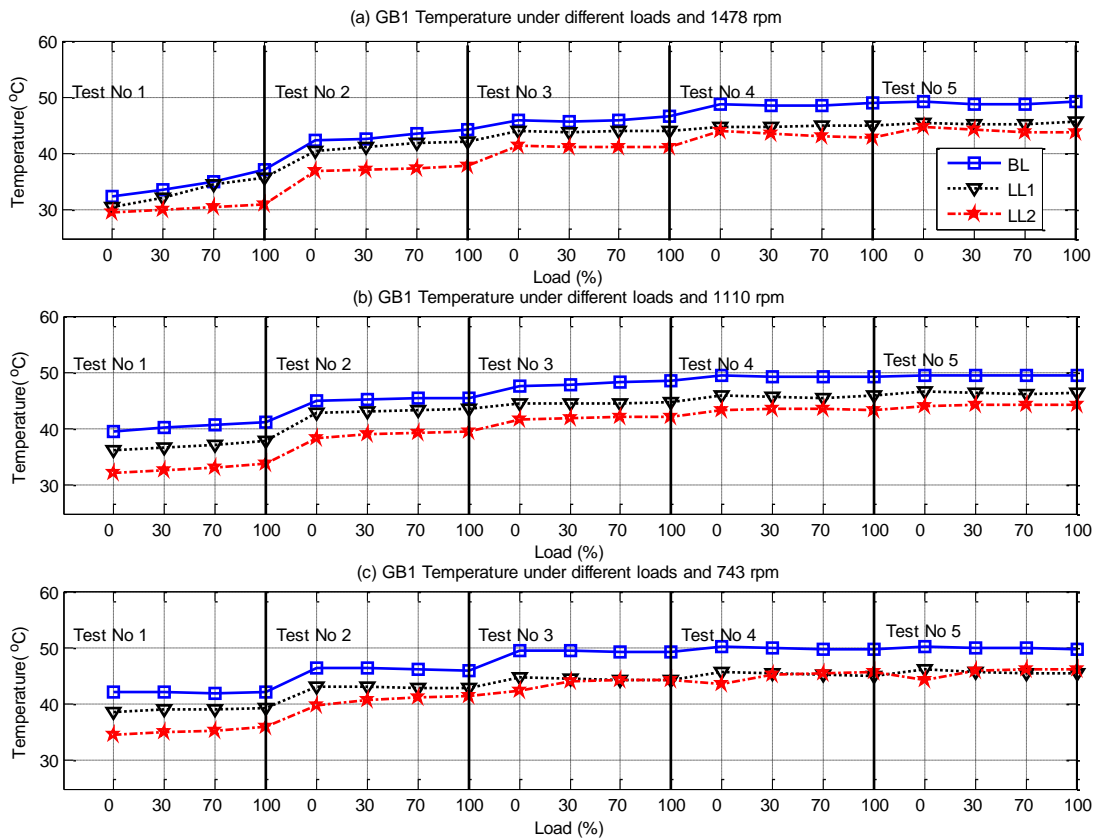 (a) GB1 Temperature under different loads and 1478 rpm
60
50
40
30
Temperature( °C)
Test No 1 Test No 2 Test No 3 Test No 4 Test No 5
BL
LL1
LL2
0 30 70 100 0 30 70 100 0 30 70 100 0 30 70 100 0 30 70 100
Load (%)
(b) GB1 Temperature under different loads and 1110 rpm
60
50
40
30
Temperature( °C)
Test No 1 Test No 2 Test No 3 Test No 4 Test No 5
0 30 70 100 0 30 70 100 0 30 70 100 0 30 70 100 0 30 70 100
Load (%)
(c) GB1 Temperature under different loads and 743 rpm
60
50
40
30
Temperature( °C)
Test No 1 Test No 2 Test No 3 Test No 4 Test No 5
0 30 70 100 0 30 70 100 0 30 70 100 0 30 70 100 0 30 70 100
Load (%)